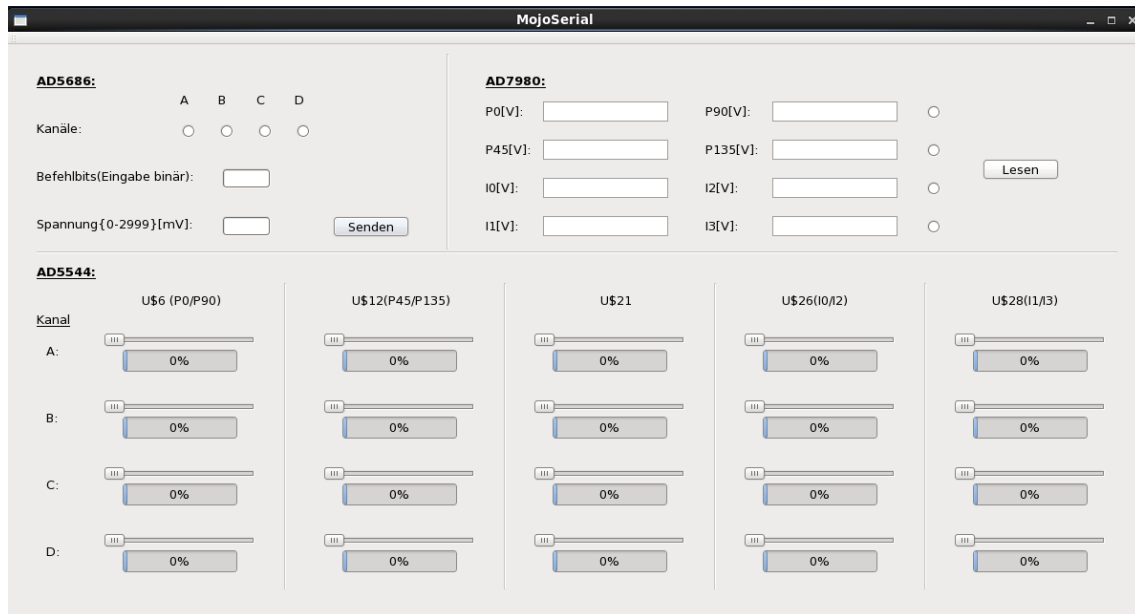 MojoSerial
AD5686:
A B C D
Kanäle:
Befehlbits(Eingabe binär):
Spannung{0-2999}[mV]:
Senden
AD7980:
P0[V]: P90[V]:
P45[V]: P135[V]:
I0[V]: I2[V]:
I1[V]: I3[V]:
Lesen
AD5544:
U$6 (P0/P90) U$12(P45/P135) U$21 U$26(I0/I2) U$28(I1/I3)
Kanal
A:
0% 0% 0% 0% 0%
B:
0% 0% 0% 0% 0%
C:
0% 0% 0% 0% 0%
D:
0% 0% 0% 0% 0%